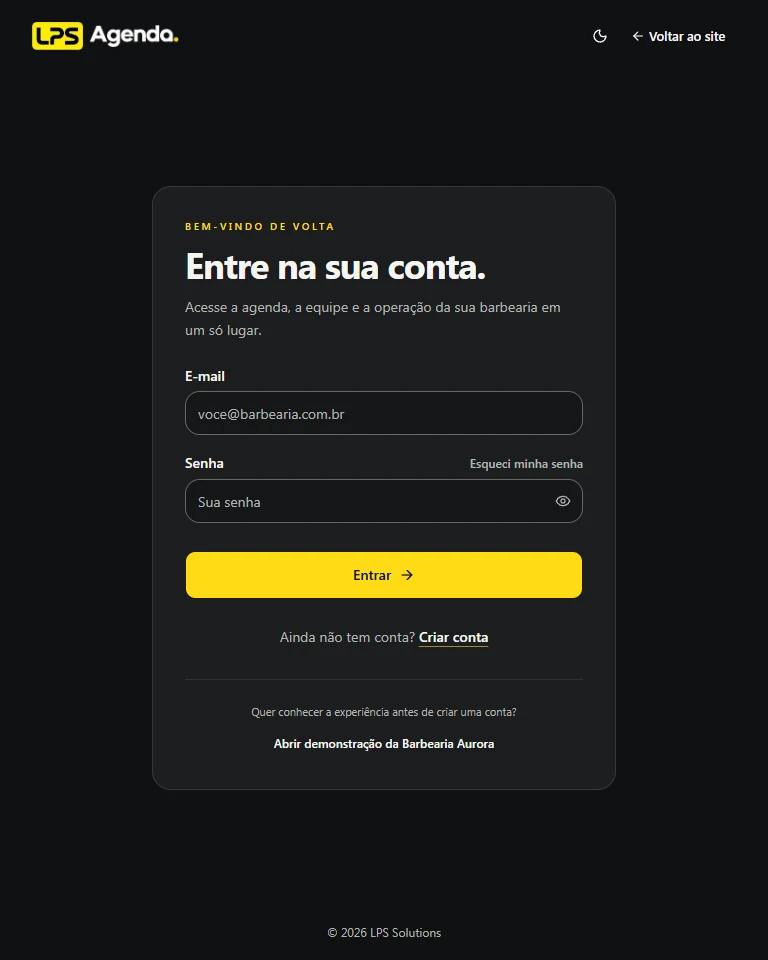 LPS Agenda.
Voltar ao site
BEM-VINDO DE VOLTA
Entre na sua conta.
Acesse a agenda, a equipe e a operação da sua barbearia em
um só lugar.
E-mail
voce@barbearia.com.br
Senha
Esqueci minha senha
Sua senha
Entrar
Ainda não tem conta? Criar conta
Quer conhecer a experiência antes de criar uma conta?
Abrir demonstração da Barbearia Aurora
© 2026 LPS Solutions